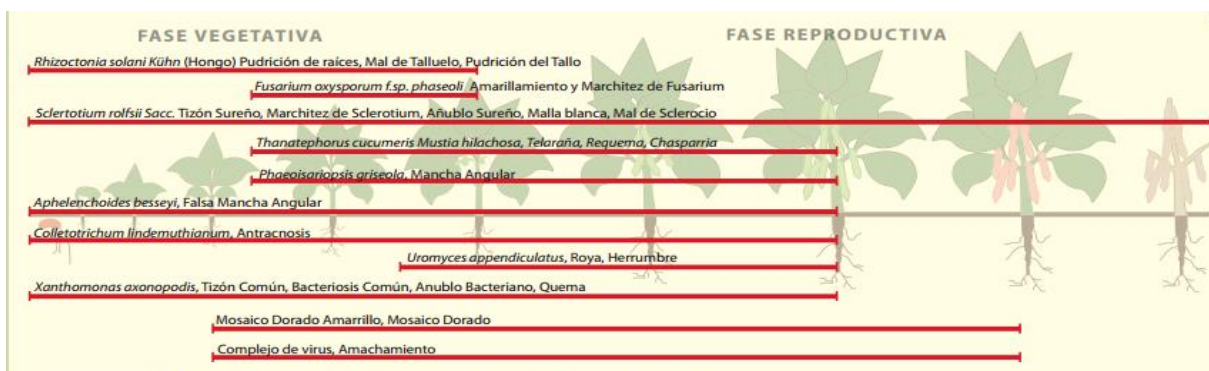 FASE VEGETATIVA
FASE REPRODUCTIVA
Rhizoctonia solani Kühn (Hongo) Pudrición de raíces, Mal de Talluelo, Pudrición del Tallo
Fusarium oxysporum f.sp. phaseoli Amarillamiento y Marchitez de Fusarium
Sclertotium rolfsii Sacc. Tizón Sureño, Marchitez de Sclerotium, Añublo Sureño, Malla blanca, Mal de Sclerocio
Thanatephorus cucumeris Mustia hilachosa, Telaraña, Requema, Chasparria
Phaeoisariopsis griseola, Mancha Angular
Aphelenchoides besseyi, Falsa Mancha Angular
Colletotrichum lindemuthianum, Antracnosis
Uromyces appendiculatus, Roya, Herrumbre
Xanthomonas axonopodis, Tizón Común, Bacteriosis Común, Anublo Bacteriano, Quema
Mosaico Dorado Amarrillo, Mosaico Dorado
Complejo de virus, Amachamiento